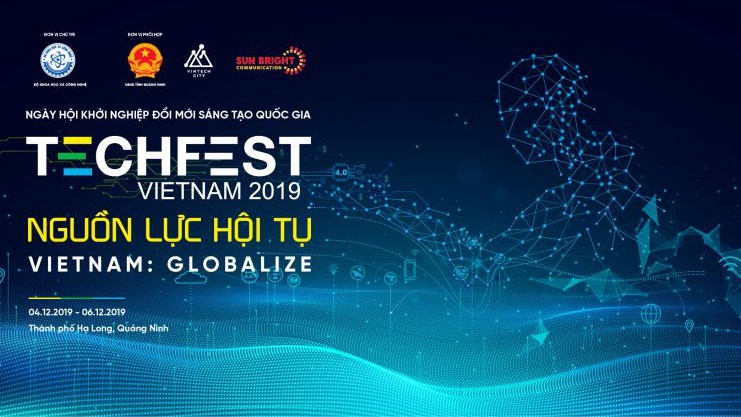 ĐƠN VỊ CHỦ TRÌ
ĐƠN VỊ PHỐI HỢP
BỘ KHOA HỌC VÀ CÔNG NGHỆ
UBND TỈNH QUẢNG NINH
VINTECH
CITY
SUN BRIGHT
COMMUNICATION
NGÀY HỘI KHỞI NGHIỆP ĐỔI MỚI SÁNG TẠO QUỐC GIA
TECHFEST
VIETNAM 2019
4.0
NGUỒN LỰC HỘI TỤ
VIETNAM: GLOBALIZE
04.12.2019 - 06.12.2019
Thành phố Hạ Long, Quảng Ninh